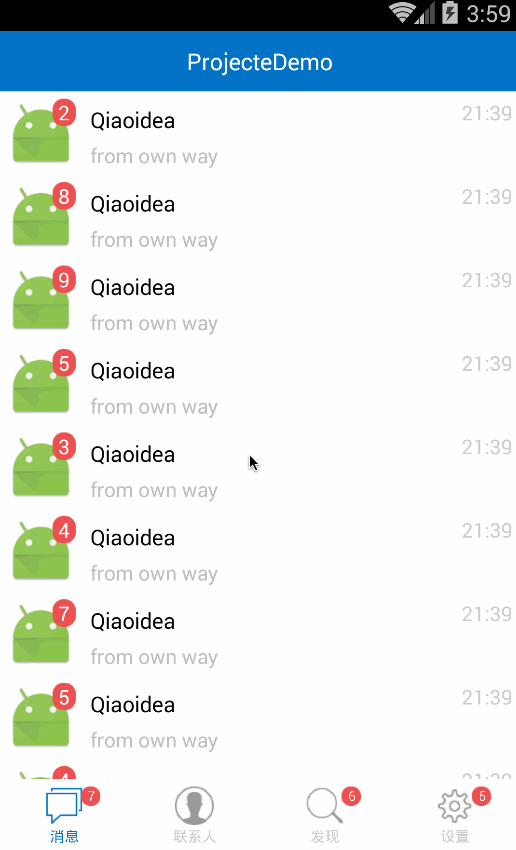 3:59
ProjecteDemo
2 Qiaoidea 21:39
from own way
8 Qiaoidea 21:39
from own way
9 Qiaoidea 21:39
from own way
5 Qiaoidea 21:39
from own way
3 Qiaoidea 21:39
from own way
4 Qiaoidea 21:39
from own way
7 Qiaoidea 21:39
from own way
5 Qiaoidea 21:39
from own way
7 6 5
消息 联系人 发现 设置